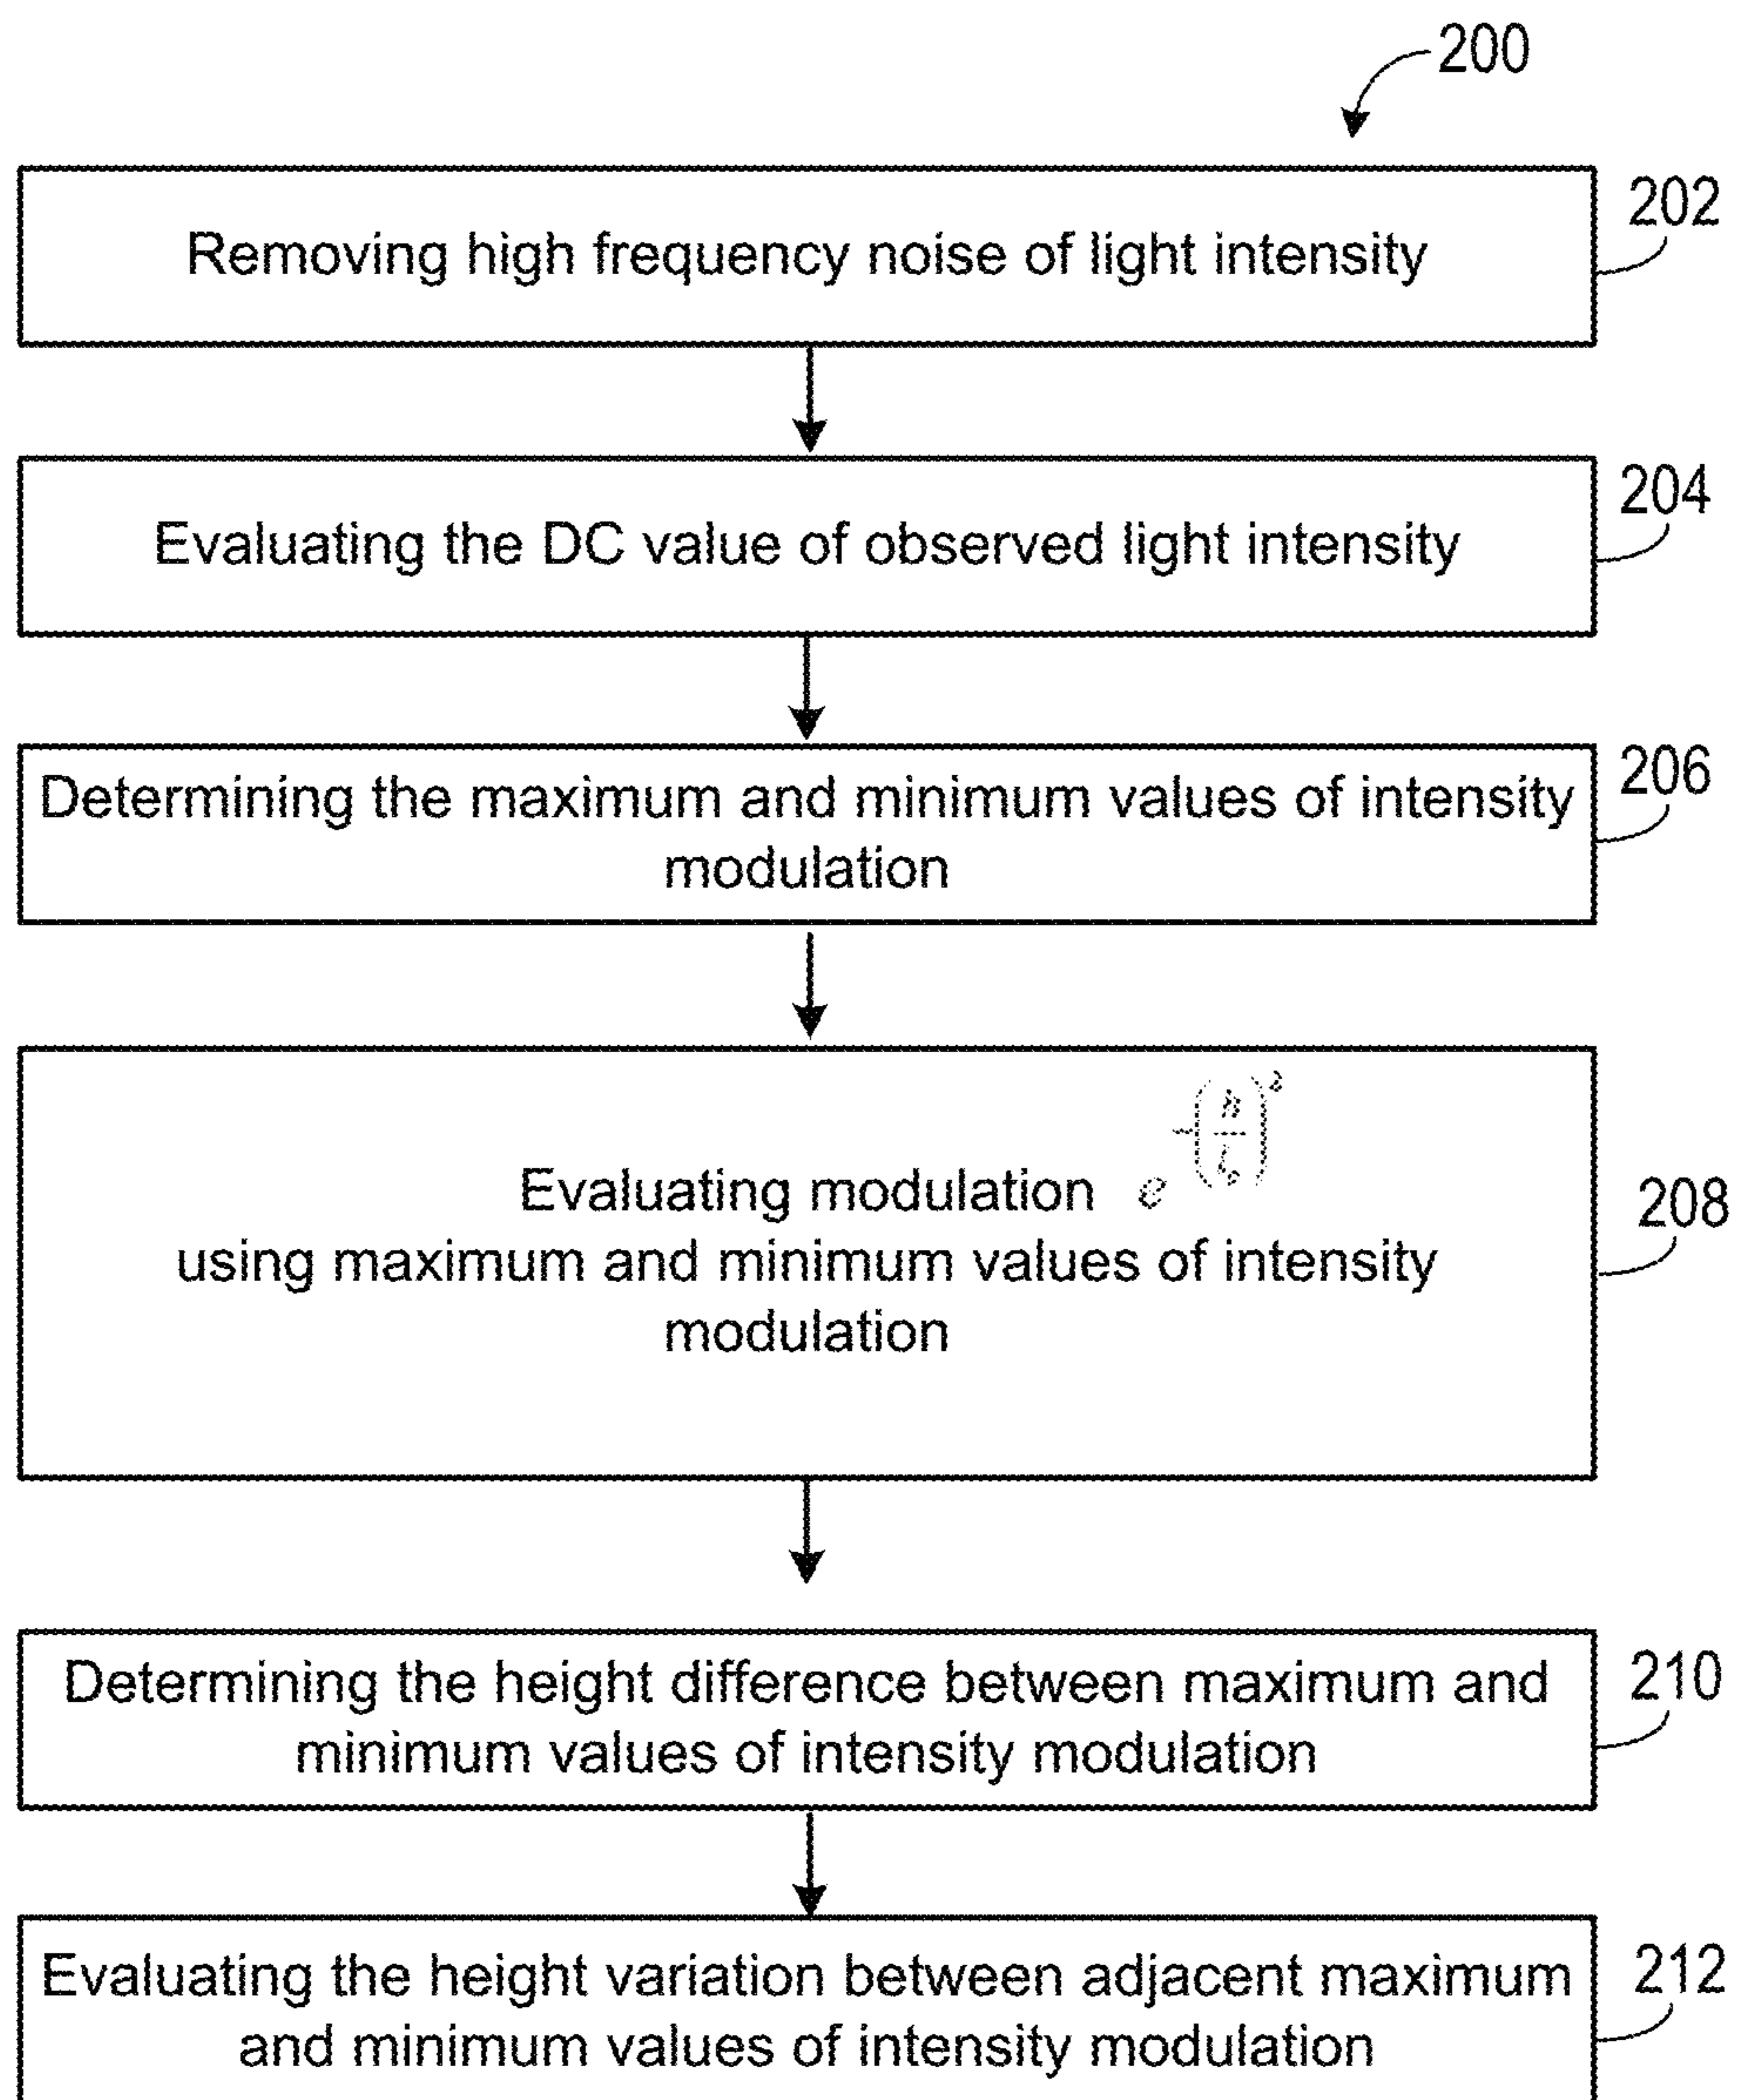 200
Removing high frequency noise of light intensity
202
Evaluating the DC value of observed light intensity
204
Determining the maximum and minimum values of intensity
modulation
206
Evaluating modulation
using maximum and minimum values of intensity
modulation
208
Determining the height difference between maximum and
minimum values of intensity modulation
210
Evaluating the height variation between adjacent maximum
and minimum values of intensity modulation
212